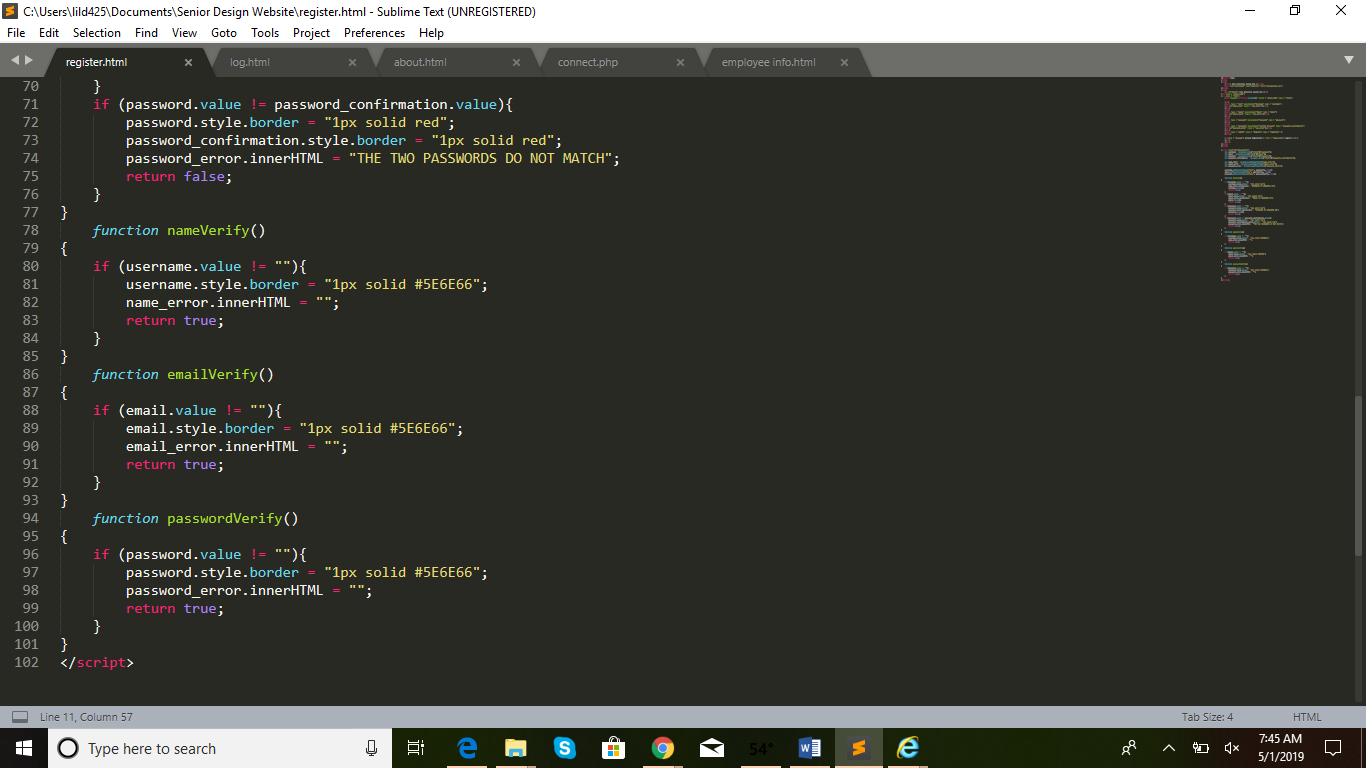 C:\Users\lild425\Documents\Senior Design Website\register.html - Sublime Text (UNREGISTERED)
File Edit Selection Find View Goto Tools Project Preferences Help
register.html log.html about.html connect.php employee info.html
70 }
71 if (password.value != password_confirmation.value){
72 password.style.border = "1px solid red";
73 password_confirmation.style.border = "1px solid red";
74 password_error.innerHTML = "THE TWO PASSWORDS DO NOT MATCH";
75 return false;
76 }
77 }
78 function nameVerify()
79 {
80 if (username.value != ""){
81 username.style.border = "1px solid #5E6E66";
82 name_error.innerHTML = "";
83 return true;
84 }
85 }
86 function emailVerify()
87 {
88 if (email.value != ""){
89 email.style.border = "1px solid #5E6E66";
90 email_error.innerHTML = "";
91 return true;
92 }
93 }
94 function passwordVerify()
95 {
96 if (password.value != ""){
97 password.style.border = "1px solid #5E6E66";
98 password_error.innerHTML = "";
99 return true;
100 }
101 }
102 </script>
Line 11, Column 57 Tab Size: 4 HTML
Type here to search 54° 7:45 AM
5/1/2019